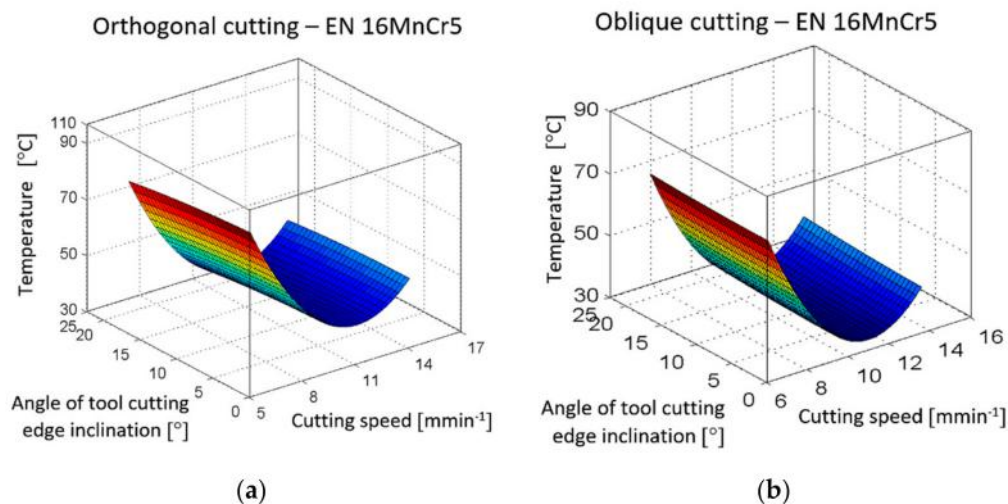 Orthogonal cutting – EN 16MnCr5
Oblique cutting – EN 16MnCr5
Temperature [°C]
110
90
70
50
30
25
20
15
10
5
0
5
8
11
14
17
Angle of tool cutting
edge inclination [°]
Cutting speed [mmin⁻¹]
(a)
Temperature [°C]
90
70
50
30
25
20
15
10
5
0
6
8
10
12
14
16
Angle of tool cutting
edge inclination [°]
Cutting speed [mmin⁻¹]
(b)